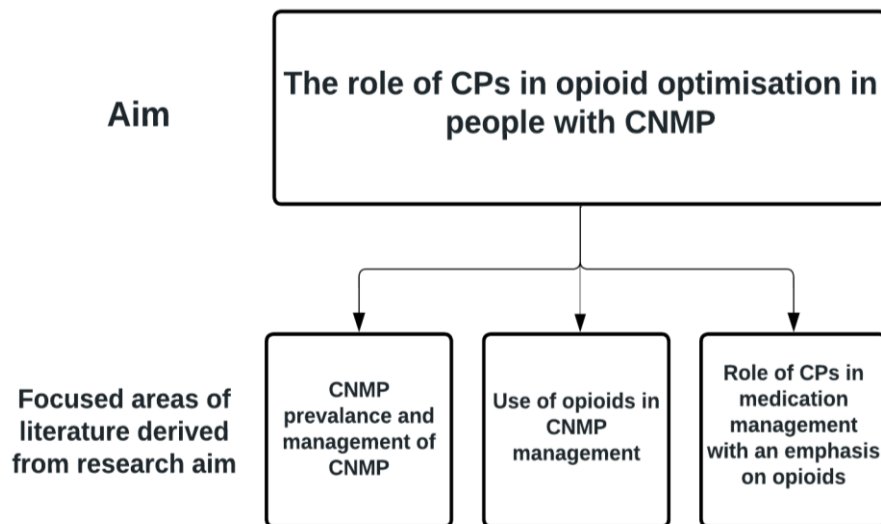 Aim
The role of CPs in opioid optimisation in
people with CNMP
Focused areas of
literature derived
from research aim
CNMP
prevalance and
management of
CNMP
Use of opioids in
CNMP
management
Role of CPs in
medication
management
with an emphasis
on opioids